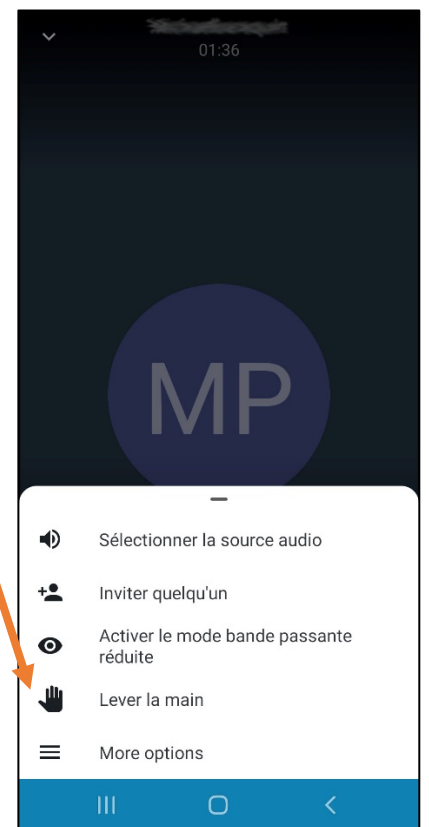 01:36
MP
Sélectionner la source audio
Inviter quelqu'un
Activer le mode bande passante
réduite
Lever la main
More options